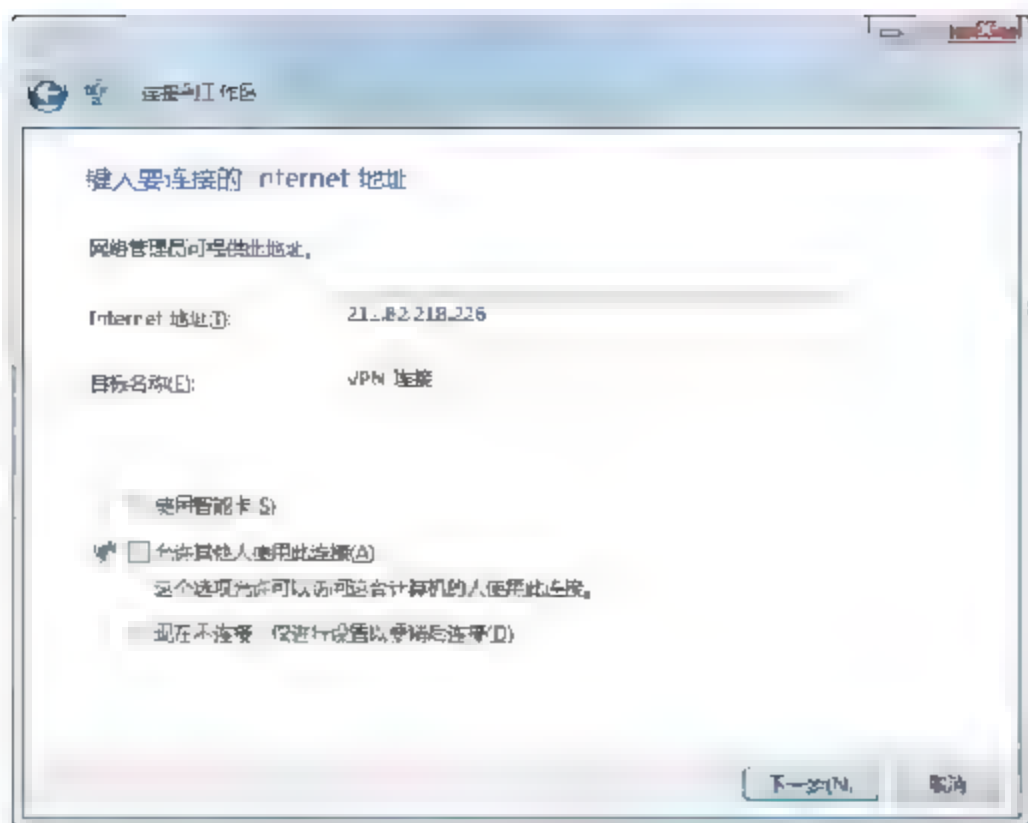 连接到工作区
键入要连接的 Internet 地址
网络管理员可提供此地址。
Internet 地址(I):
目标名称(E):
VPN 连接
使用智能卡(S)
允许其他人使用此连接(A)
这个选项允许可以访问这台计算机的人使用此连接。
现在不连接 仅进行设置以便稍后连接(D)
下一步(N)
取消